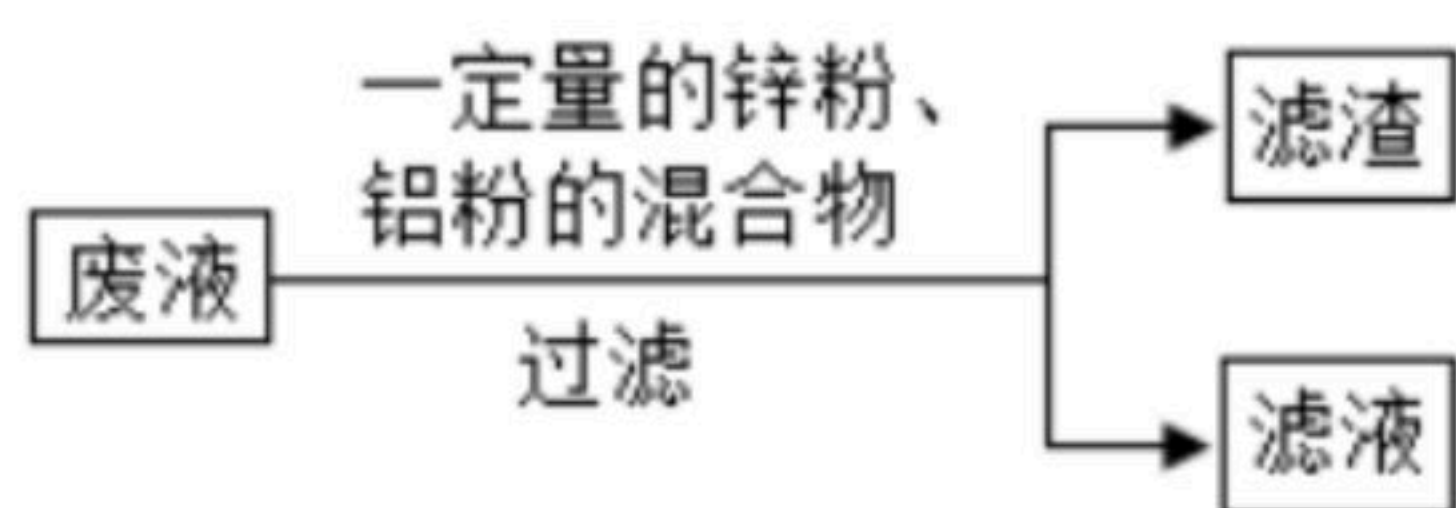 一定量的锌粉、
铝粉的混合物
废液
过滤
滤渣
滤液